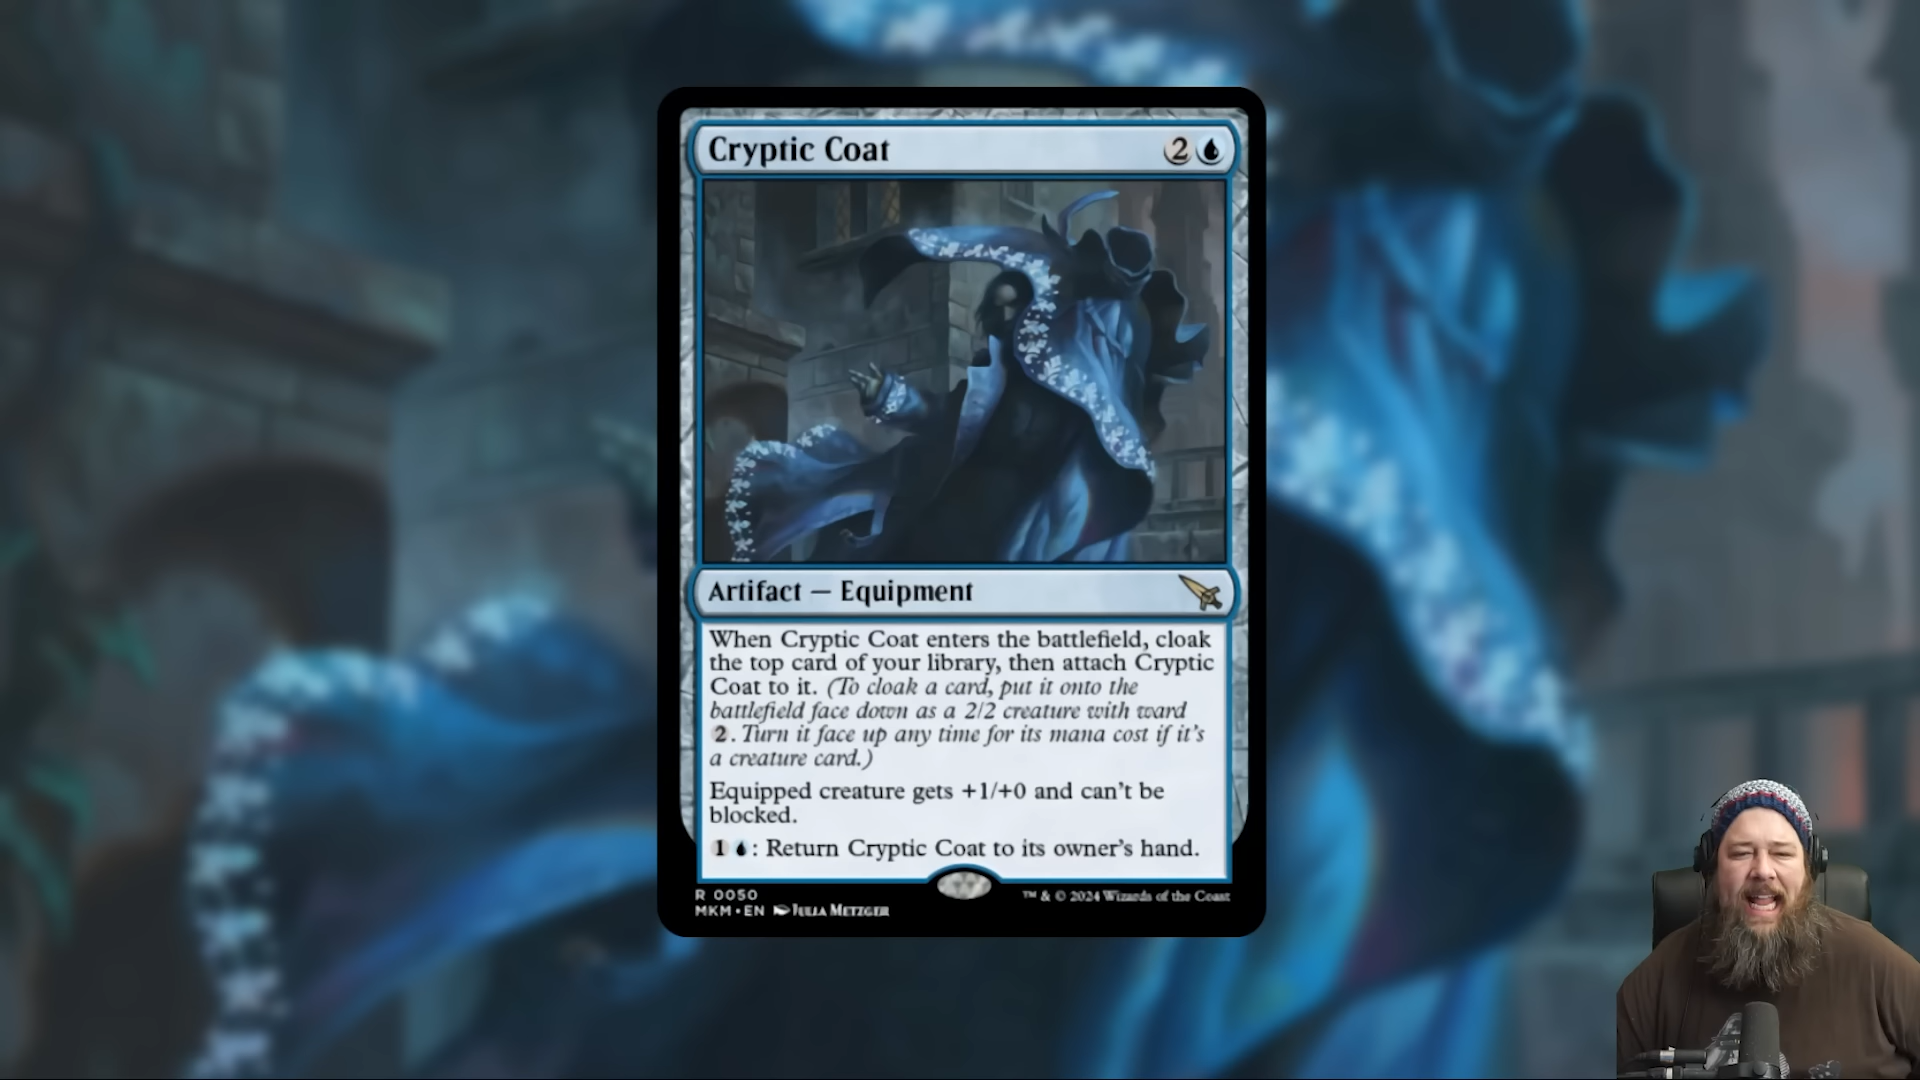 Cryptic Coat 2
Artifact — Equipment
When Cryptic Coat enters the battlefield, cloak
the top card of your library, then attach Cryptic
Coat to it. (To cloak a card, put it onto the
battlefield face down as a 2/2 creature with ward
2. Turn it face up any time for its mana cost if it's
a creature card.)
Equipped creature gets +1/+0 and can't be
blocked.
1 : Return Cryptic Coat to its owner's hand.
R 0050
MKM • EN JULIA METZGER
™ & © 2024 Wizards of the Coast